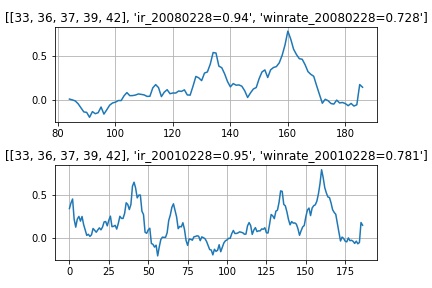 [[33, 36, 37, 39, 42], 'ir_20080228=0.94', 'winrate_20080228=0.728']
0.5
0.0
80 100 120 140 160 180
[[33, 36, 37, 39, 42], 'ir_20010228=0.95', 'winrate_20010228=0.781']
0.5
0.0
0 25 50 75 100 125 150 175